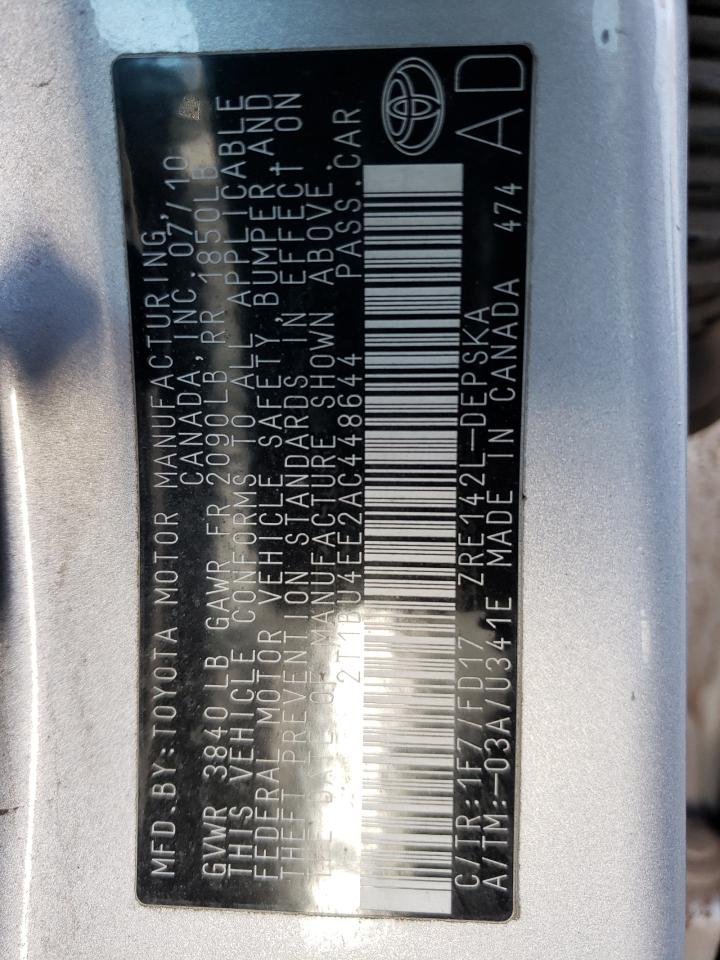 MFD.BY:TOYOTA MOTOR MANUFACTURING,
CANADA,INC. 07/10
GVWR 3840 LB GAWR FR 2090LB, RR 1850LB
THIS VEHICLE CONFORMS TO ALL APPLICABLE
FEDERAL MOTOR VEHICLE SAFETY,BUMPER,AND
THEFT PREVENTION STANDARDS IN EFFECT ON
THE DATE OF MANUFACTURE SHOWN ABOVE.
2T1BU4EE2AC448644 PASS.CAR
C/TR:1F7/FD17 ZRE142L-DEPSKA AD
A/TM:-03A/U341E MADE IN CANADA 474